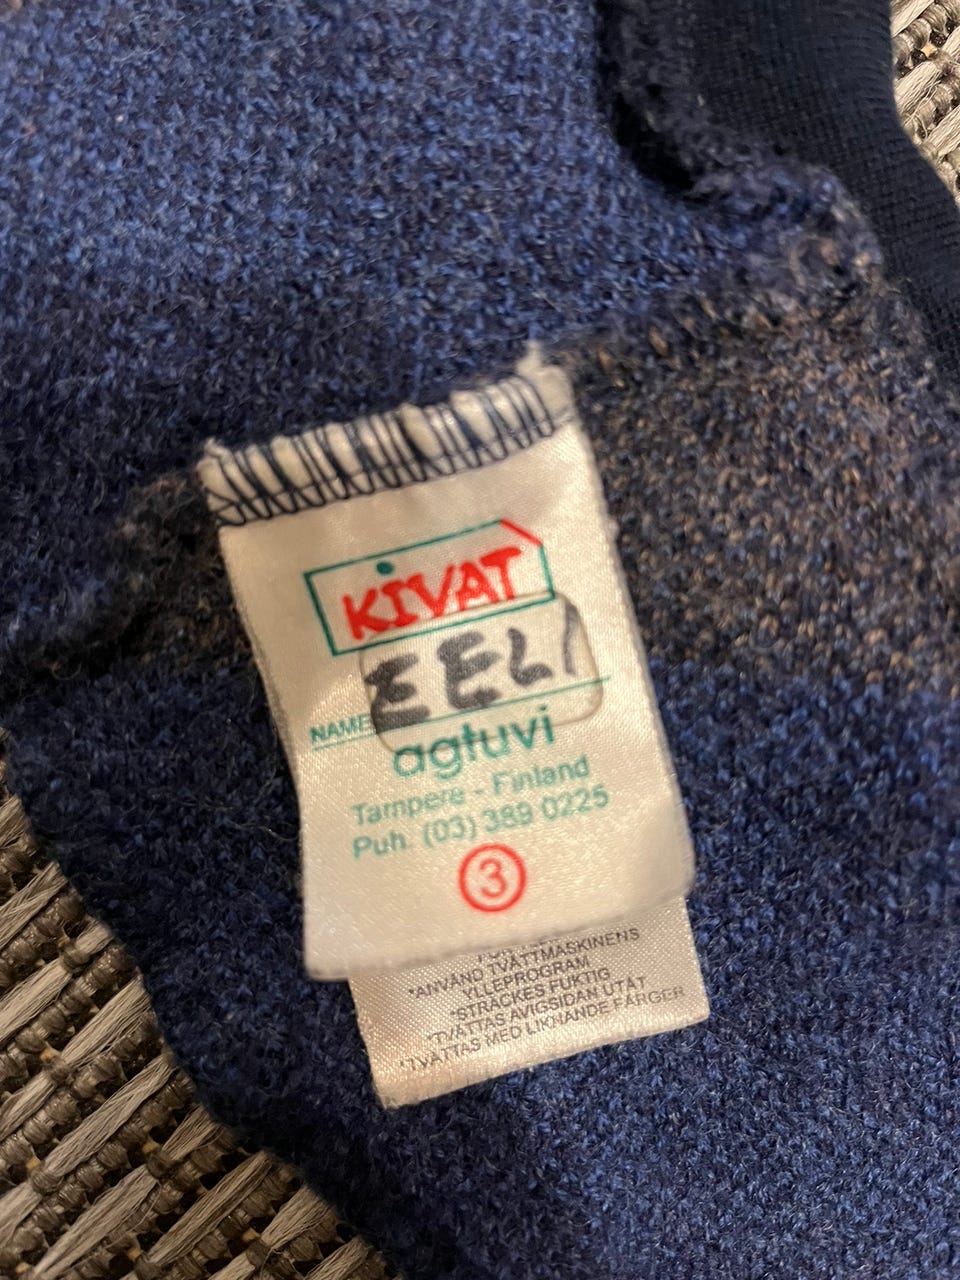 KIVAT
EELI
NAME
agtuvi
Tampere - Finland
Puh. (03) 389 0225
3
*ANVÄND TVÄTTMASKINENS
YLLEPROGRAM
*STRÄCKES FUKTIG
*TVÄTTAS AVIGSIDAN UTÅT
*TVÄTTAS MED LIKNANDE FÄRGER